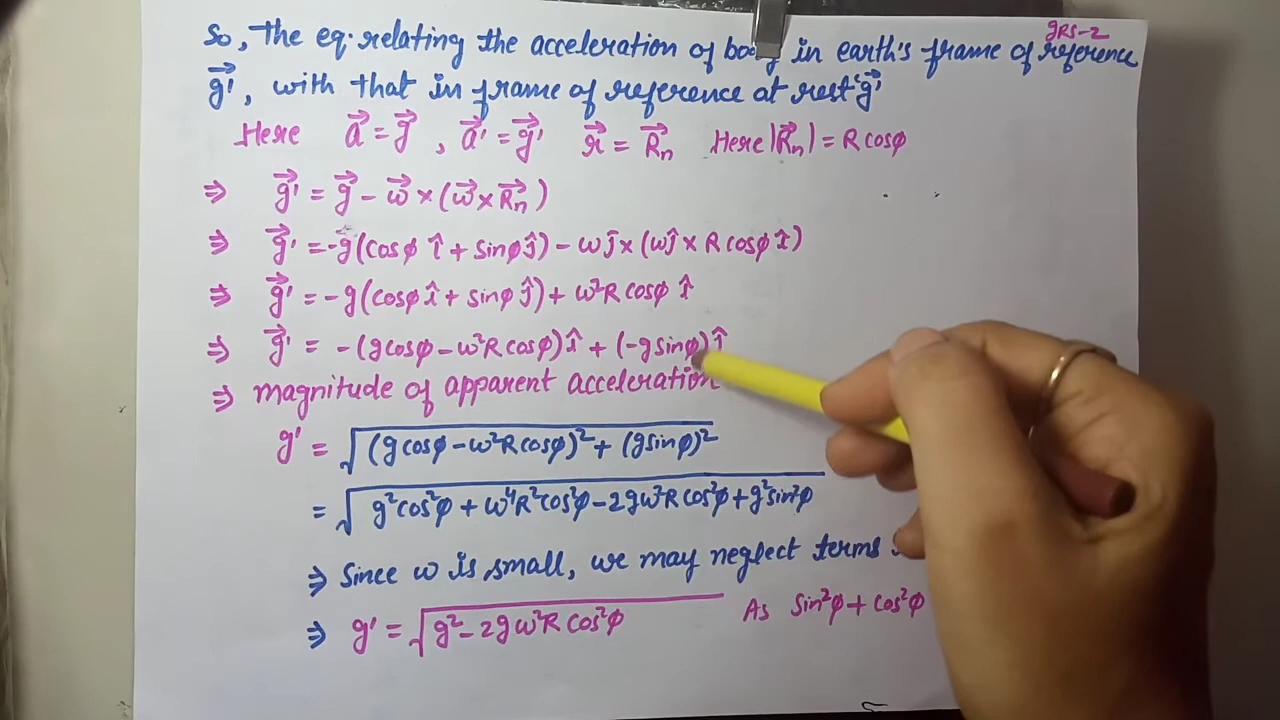 gRS-2
So, The eq. relating the acceleration of body in earth's frame of reference
g⃗', with that in frame of reference at rest 'g⃗'
Here a⃗ = g⃗ , a⃗' = g⃗' r⃗ = R⃗n Here |R⃗n| = R cosφ
⇒ g⃗' = g⃗ - ω⃗ × (ω⃗ × R⃗n)
⇒ g⃗' = -g(cosφ î + sinφ ĵ) - ωĵ × (ωĵ × R cosφ î)
⇒ g⃗' = -g(cosφ î + sinφ ĵ) + ω²R cosφ î
⇒ g⃗' = -(g cosφ - ω²R cosφ) î + (-g sinφ) ĵ
⇒ magnitude of apparent acceleration
g' = √(g cosφ - ω²R cosφ)² + (g sinφ)²
= √g²cos²φ + ω⁴R²cos²φ - 2gω²R cos²φ + g²sin²φ
⇒ Since ω is small, we may neglect terms
⇒ g' = √g² - 2gω²R cos²φ As sin²φ + cos²φ